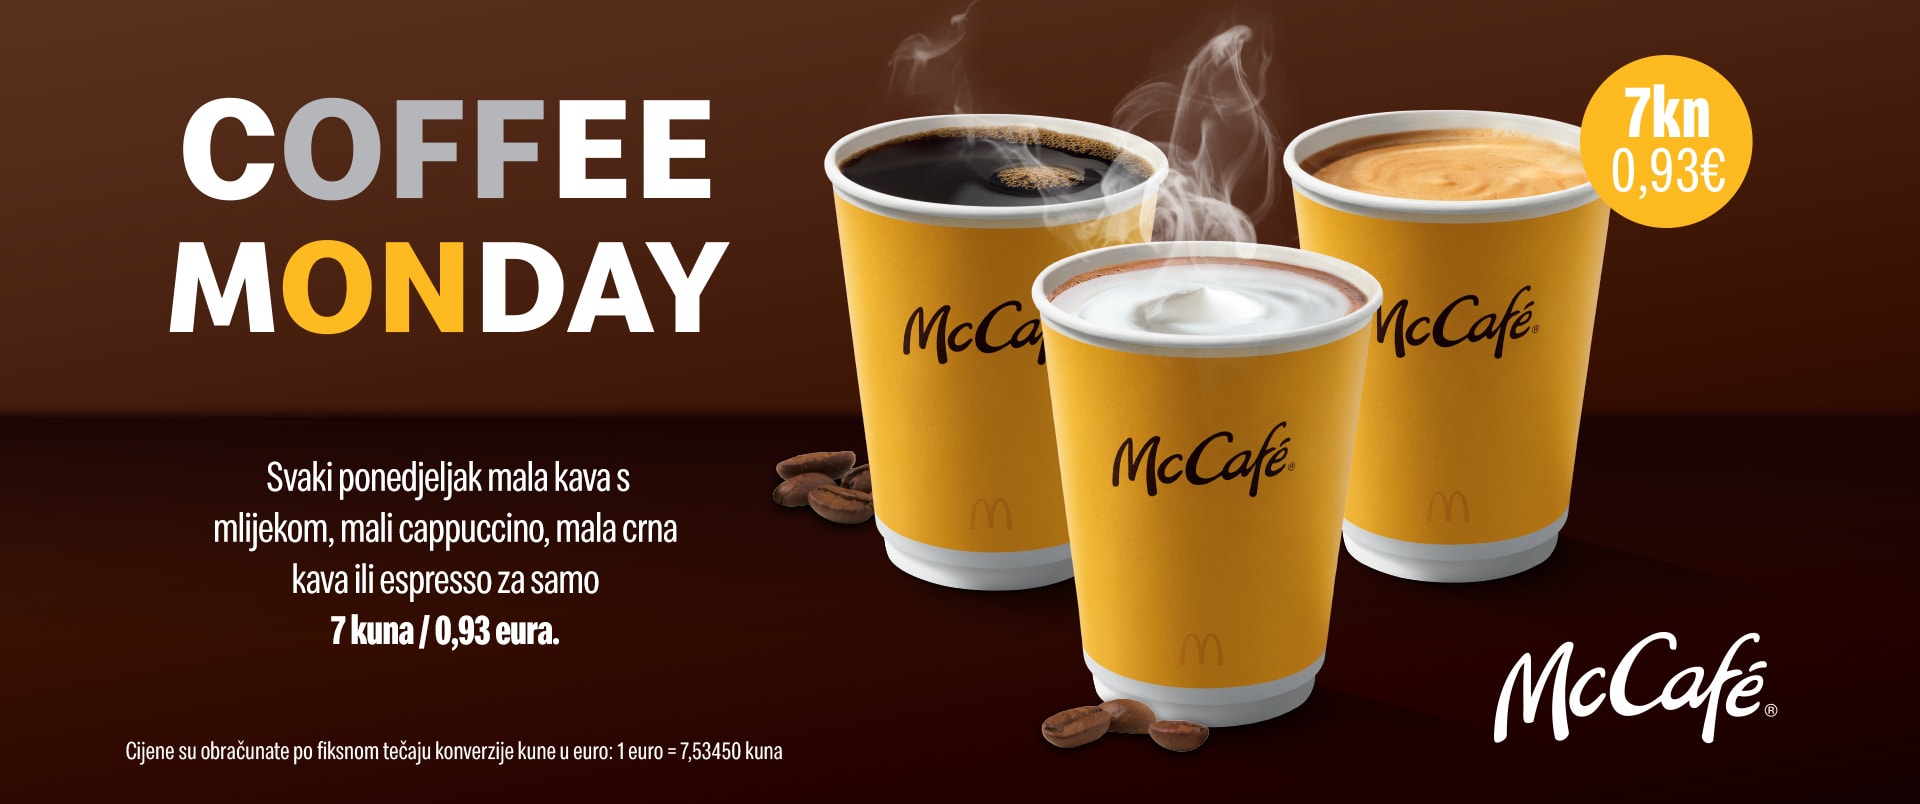 COFFEE
MONDAY
7kn
0,93€
McCa
McCafé®
McCafé®
Svaki ponedjeljak mala kava s
mlijekom, mali cappuccino, mala crna
kava ili espresso za samo
7 kuna / 0,93 eura.
McCafé®
Cijene su obračunate po fiksnom tečaju konverzije kune u euro: 1 euro = 7,53450 kuna